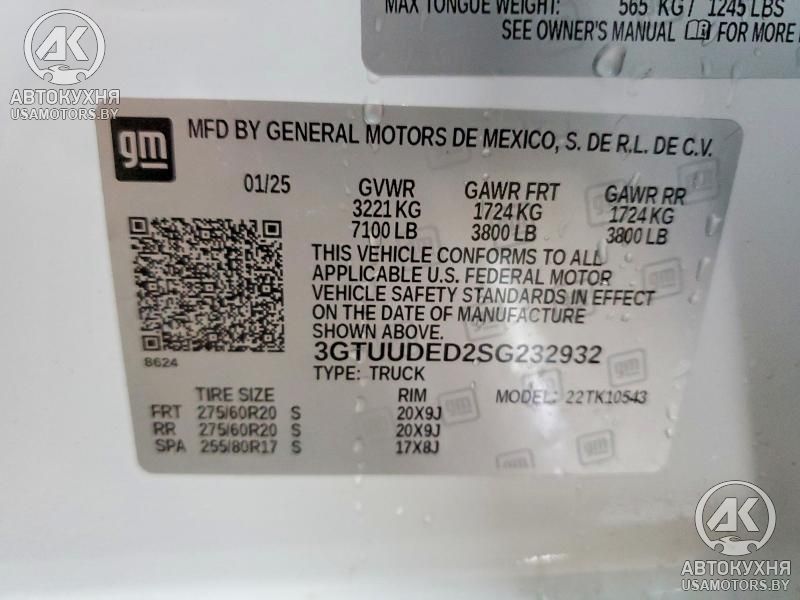 MAX TONGUE WEIGHT: 565 KG / 1245 LBS
SEE OWNER'S MANUAL FOR MORE
AK
АВТОКУХНЯ
USAMOTORS.BY
gm
MFD BY GENERAL MOTORS DE MEXICO, S. DE R.L. DE C.V.
01/25 GVWR GAWR FRT GAWR RR
3221 KG 1724 KG 1724 KG
7100 LB 3800 LB 3800 LB
THIS VEHICLE CONFORMS TO ALL
APPLICABLE U.S. FEDERAL MOTOR
VEHICLE SAFETY STANDARDS IN EFFECT
ON THE DATE OF MANUFACTURE
3GTUUDED2SG232932
8624
TYPE: TRUCK
TIRE SIZE RIM MODEL: 22TK10543
FRT 275/60R20 S 20X9J
RR 275/60R20 S 20X9J
SPA 255/80R17 S 17X8J
AK
АВТОКУХНЯ
USAMOTORS.BY